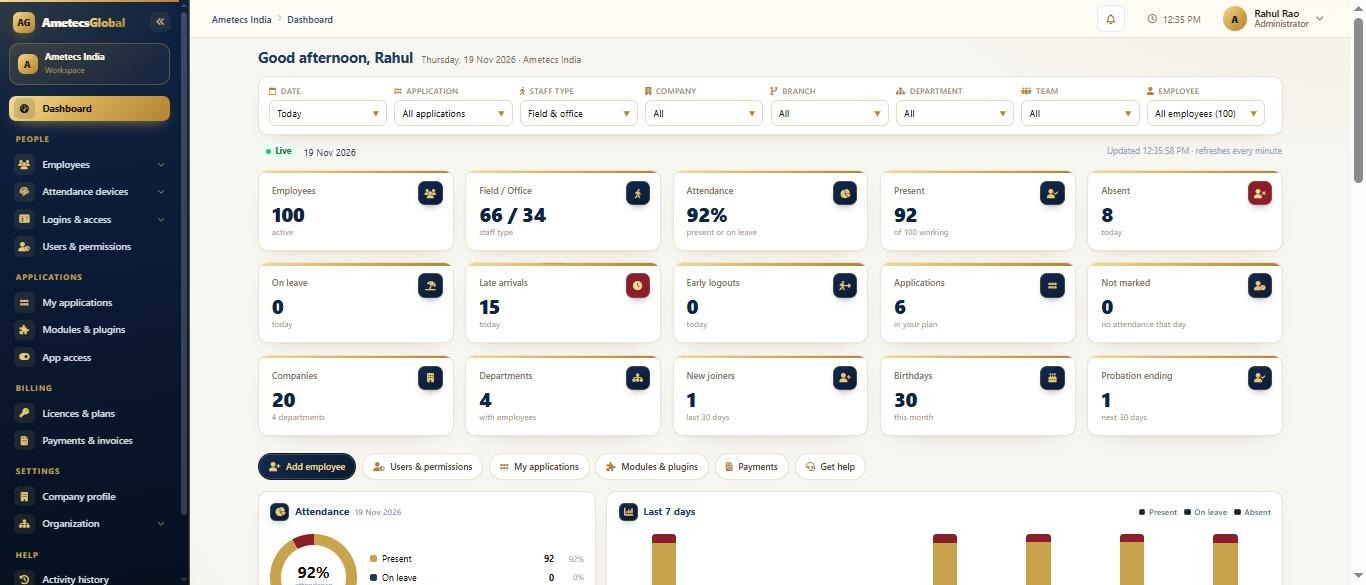 AG AmetecsGlobal
A Ametecs India
Workspace
Dashboard
PEOPLE
Employees
Attendance devices
Logins & access
Users & permissions
APPLICATIONS
My applications
Modules & plugins
App access
BILLING
Licences & plans
Payments & invoices
SETTINGS
Company profile
Organization
HELP
Activity history
Ametecs India > Dashboard
12:35 PM
A Rahul Rao
Administrator
Good afternoon, Rahul Thursday, 19 Nov 2026 · Ametecs India
DATE APPLICATION STAFF TYPE COMPANY BRANCH DEPARTMENT TEAM EMPLOYEE
Today All applications Field & office All All All All All employees (100)
Live 19 Nov 2026 Updated 12:35:58 PM · refreshes every minute
Employees Field / Office Attendance Present Absent
100 66 / 34 92% 92 8
active staff type present or on leave of 100 working today
On leave Late arrivals Early logouts Applications Not marked
0 15 0 6 0
today today today in your plan no attendance that day
Companies Departments New joiners Birthdays Probation ending
20 4 1 30 1
4 departments with employees last 30 days this month next 30 days
Add employee Users & permissions My applications Modules & plugins Payments Get help
Attendance 19 Nov 2026
92%
Present 92 92%
On leave 0 0%
Last 7 days Present On leave Absent